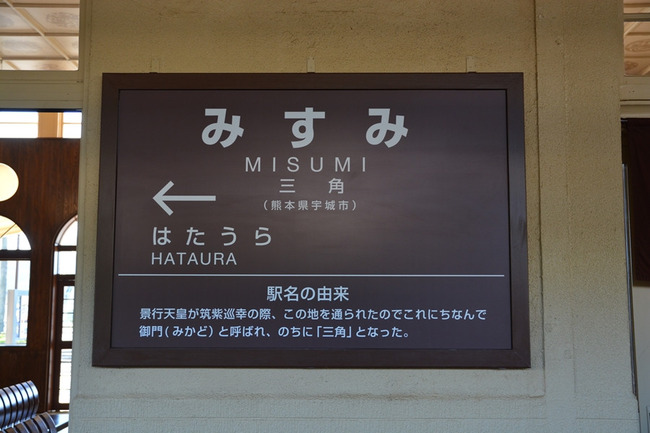 みすみ
MISUMI
三角
(熊本県宇城市)
←
はたうら
HATAURA
駅名の由来
景行天皇が筑紫巡幸の際、この地を通られたのでこれにちなんで
御門(みかど)と呼ばれ、のちに「三角」となった。